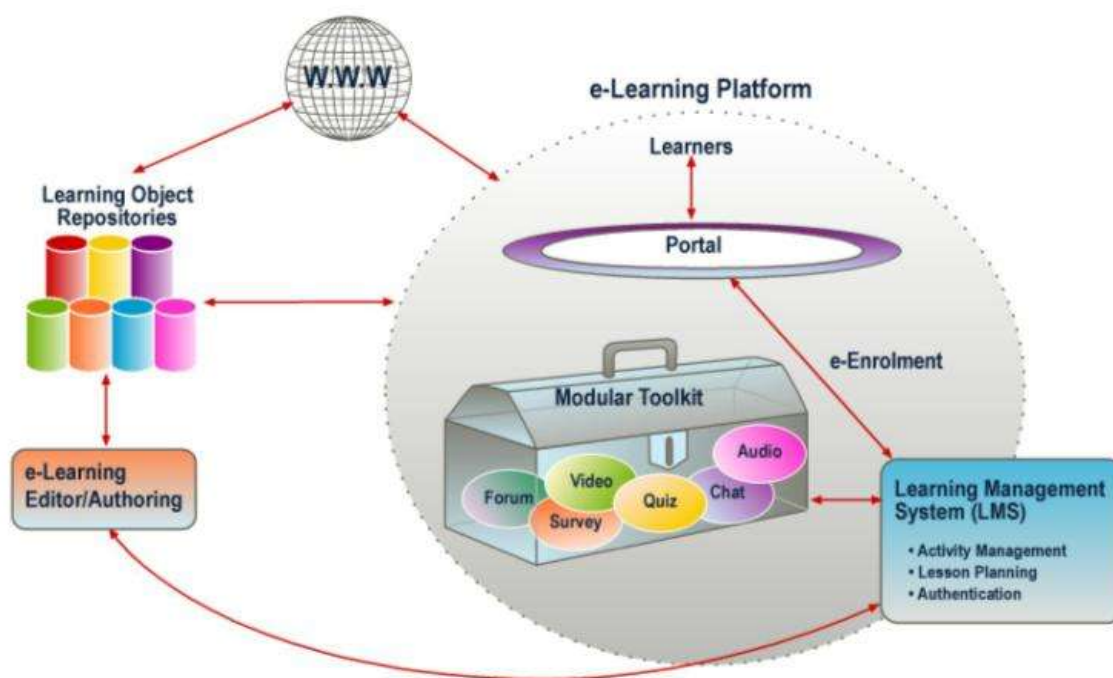 W.W.W
e-Learning Platform
Learners
Learning Object
Repositories
Portal
e-Enrolment
Modular Toolkit
Audio
Video
Forum
Chat
Quiz
Survey
e-Learning
Editor/Authoring
Learning Management
System (LMS)
• Activity Management
• Lesson Planning
• Authentication